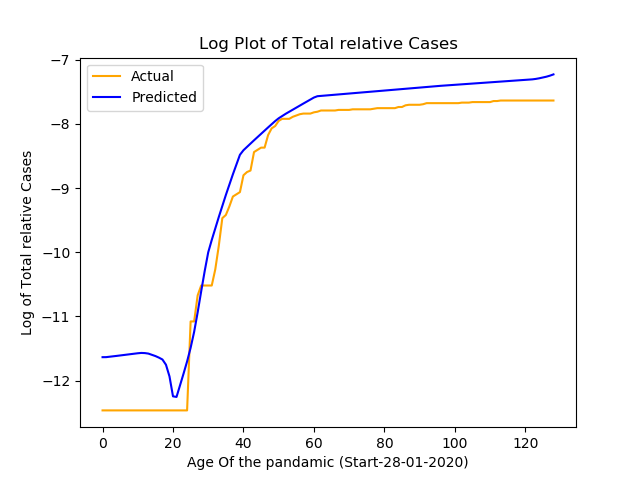 Log Plot of Total relative Cases
Actual
Predicted
Log of Total relative Cases
−7
−8
−9
−10
−11
−12
0 20 40 60 80 100 120
Age Of the pandamic (Start-28-01-2020)